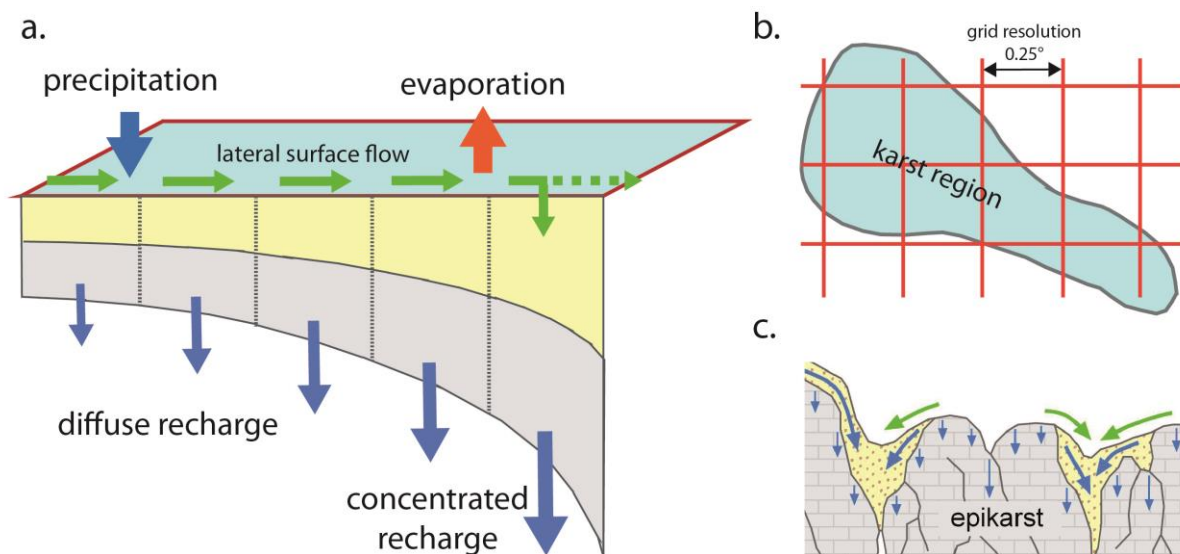 a.
precipitation
evaporation
lateral surface flow
diffuse recharge
concentrated
recharge
b.
grid resolution
0.25°
karst region
c.
epikarst